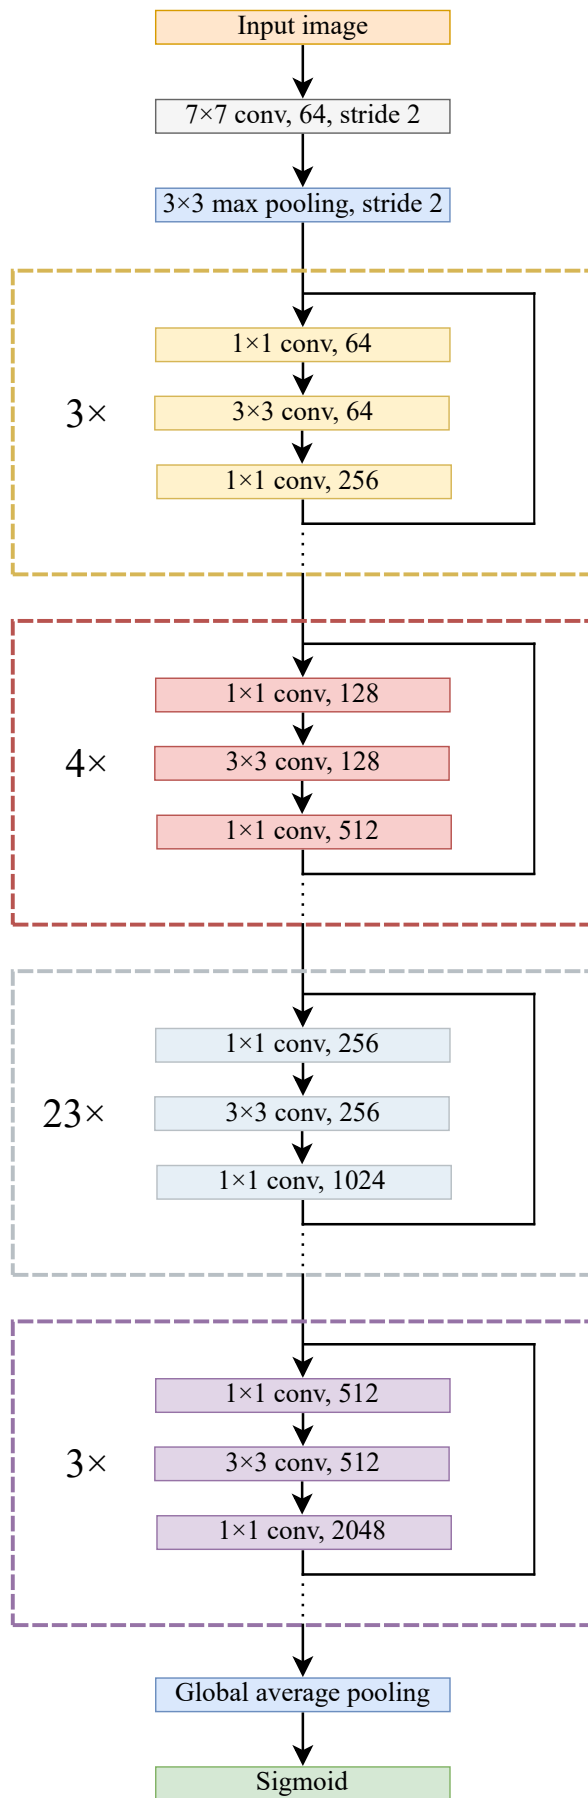 Input image
7×7 conv, 64, stride 2
3×3 max pooling, stride 2
1×1 conv, 64
3×
3×3 conv, 64
1×1 conv, 256
1×1 conv, 128
4×
3×3 conv, 128
1×1 conv, 512
1×1 conv, 256
23×
3×3 conv, 256
1×1 conv, 1024
1×1 conv, 512
3×
3×3 conv, 512
1×1 conv, 2048
Global average pooling
Sigmoid